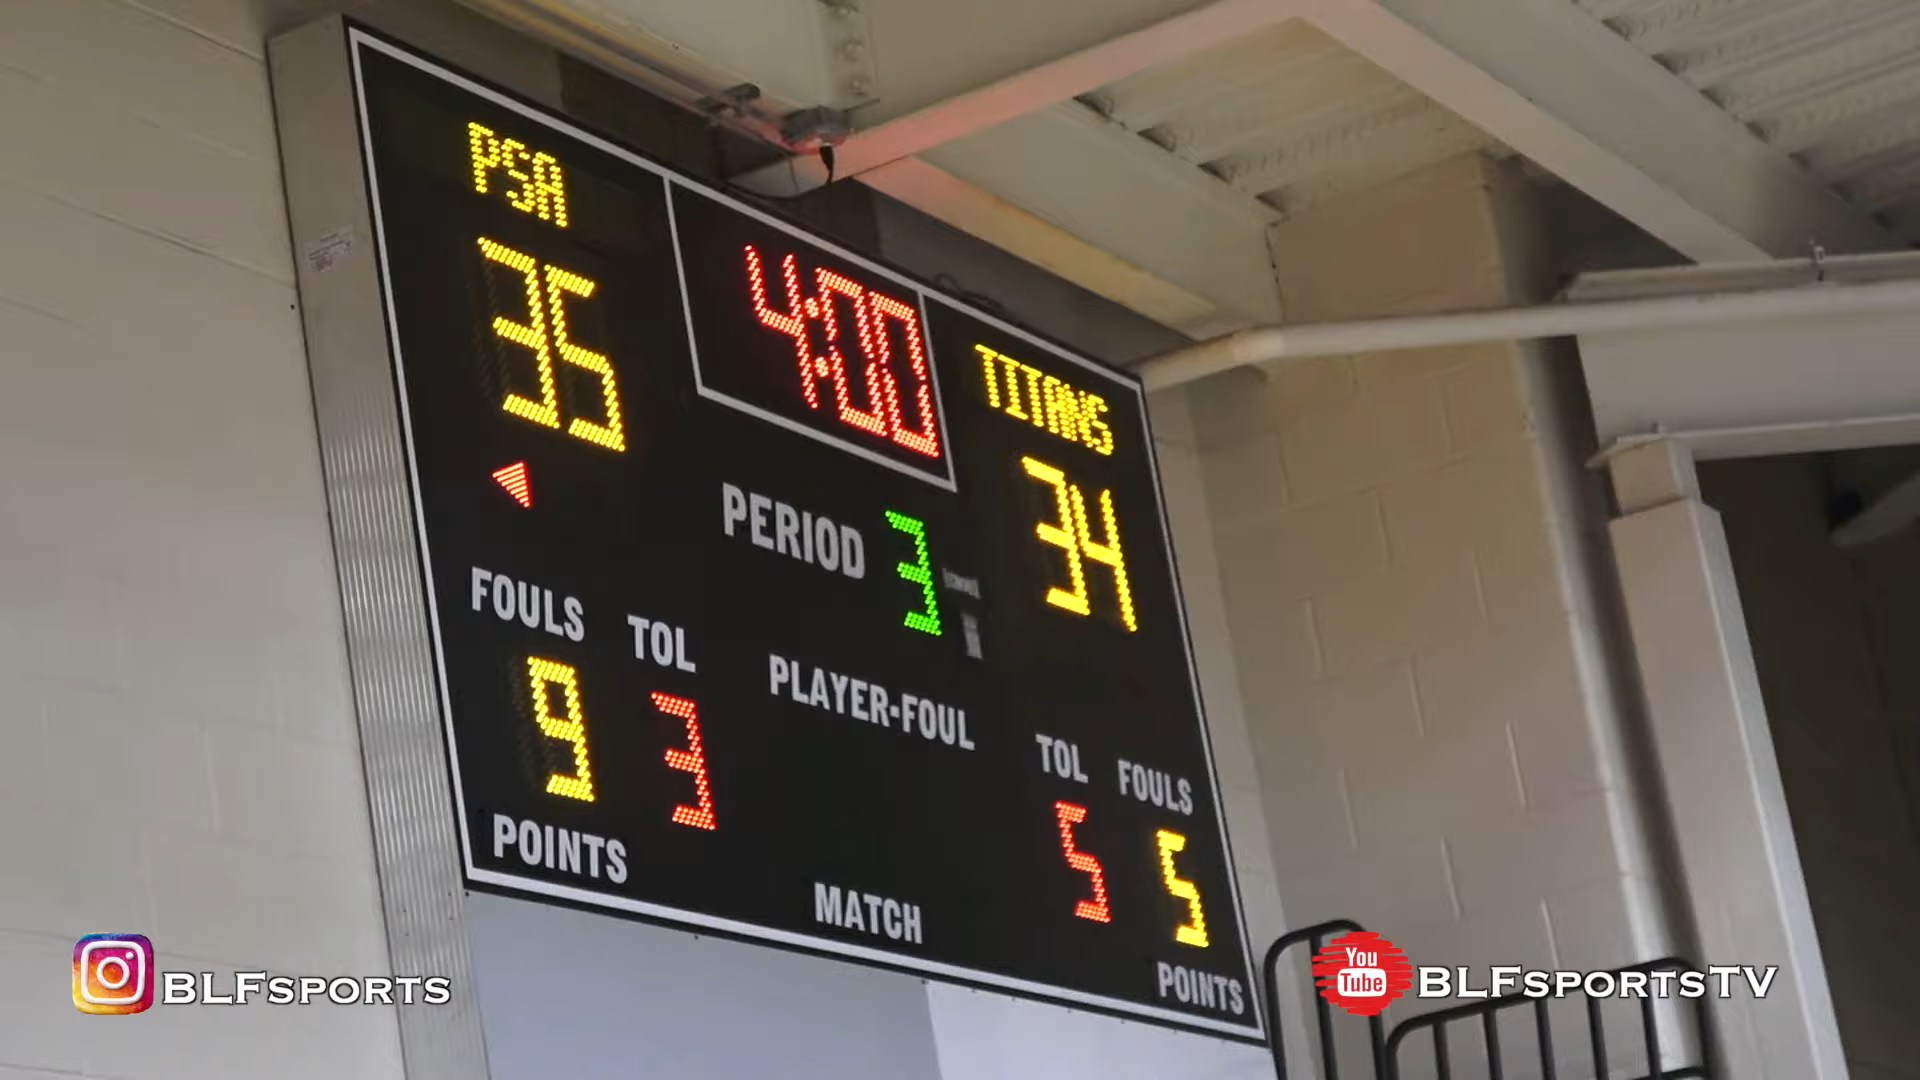 PSA
35
4:00
TITANS
34
PERIOD 3
FOULS TOL
9 3
PLAYER-FOUL
TOL FOULS
5 5
POINTS
MATCH
POINTS
BLFSPORTS
You
Tube
BLFSPORTSTV